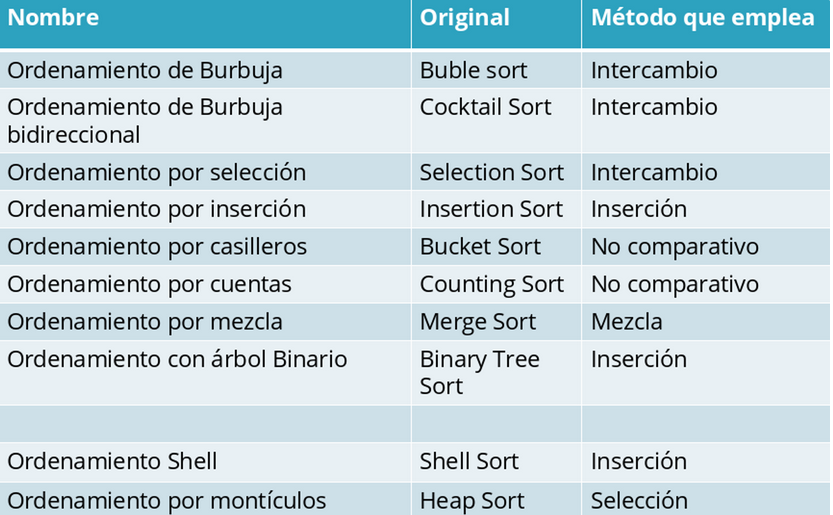 Nombre Original Método que emplea
Ordenamiento de Burbuja Buble sort Intercambio
Ordenamiento de Burbuja Cocktail Sort Intercambio
bidireccional
Ordenamiento por selección Selection Sort Intercambio
Ordenamiento por inserción Insertion Sort Inserción
Ordenamiento por casilleros Bucket Sort No comparativo
Ordenamiento por cuentas Counting Sort No comparativo
Ordenamiento por mezcla Merge Sort Mezcla
Ordenamiento con árbol Binario Binary Tree Inserción
Sort
Ordenamiento Shell Shell Sort Inserción
Ordenamiento por montículos Heap Sort Selección